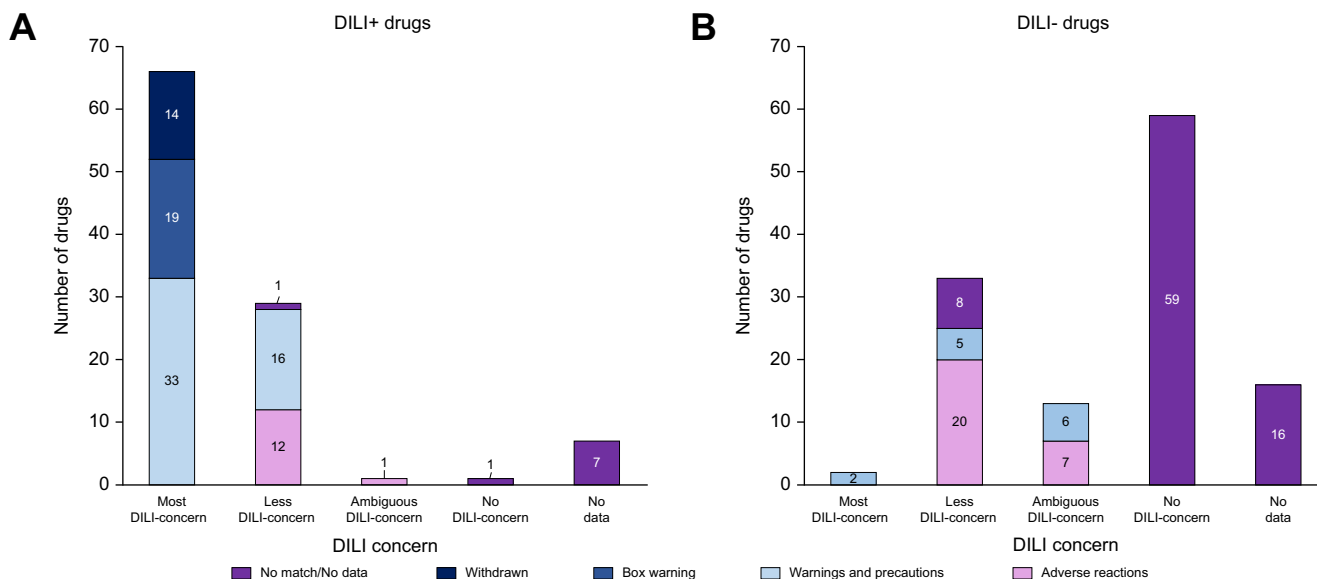 A
DILI+ drugs
Number of drugs
70
60
50
40
30
20
10
0
14
19
33
1
16
12
1
1
7
Most
DILI-concern
Less
DILI-concern
Ambiguous
DILI-concern
No
DILI-concern
No
data
DILI concern
B
DILI- drugs
Number of drugs
70
60
50
40
30
20
10
0
2
8
5
20
6
7
59
16
Most
DILI-concern
Less
DILI-concern
Ambiguous
DILI-concern
No
DILI-concern
No
data
DILI concern
No match/No data
Withdrawn
Box warning
Warnings and precautions
Adverse reactions